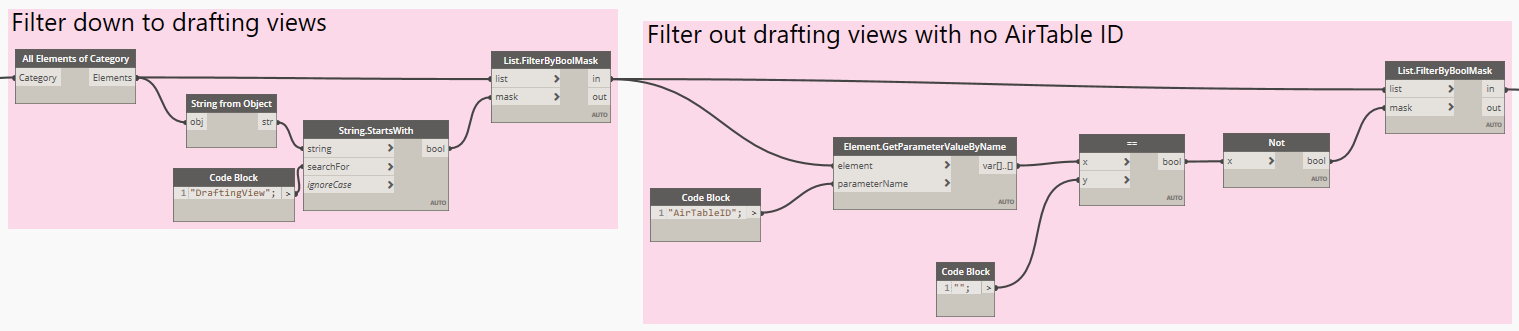 Filter down to drafting views
All Elements of Category
Category Elements
String from Object
obj str
Code Block
1 "DraftingView"; >
String.StartsWith
string > bool
searchFor >
ignoreCase >
AUTO
List.FilterByBoolMask
list > in
mask > out
AUTO
Filter out drafting views with no AirTable ID
Code Block
1 "AirTableID"; >
Element.GetParameterValueByName
element > var[]..[]
parameterName >
AUTO
Code Block
1 ""; >
==
x > bool
y >
AUTO
Not
x > bool
AUTO
List.FilterByBoolMask
list > in
mask > out
AUTO